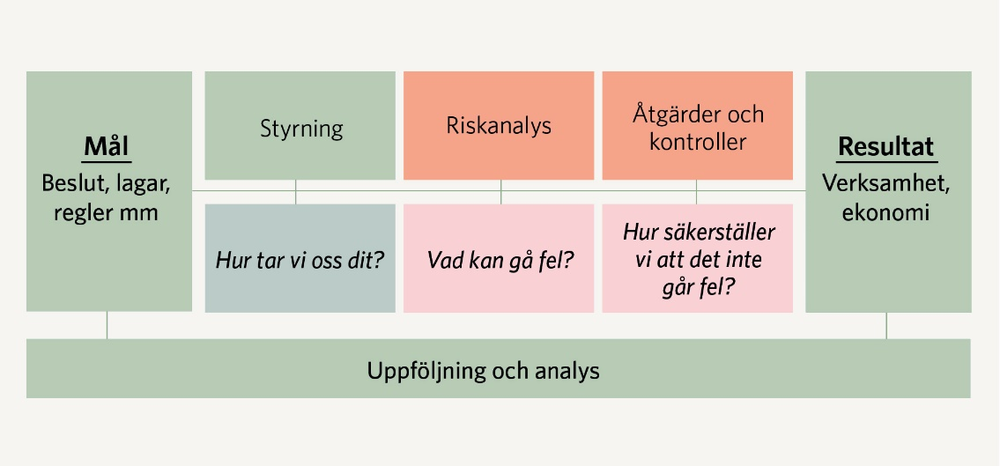 Mål
Beslut, lagar,
regler mm
Styrning
Hur tar vi oss dit?
Riskanalys
Vad kan gå fel?
Åtgärder och
kontroller
Hur säkerställer
vi att det inte
går fel?
Resultat
Verksamhet,
ekonomi
Uppföljning och analys